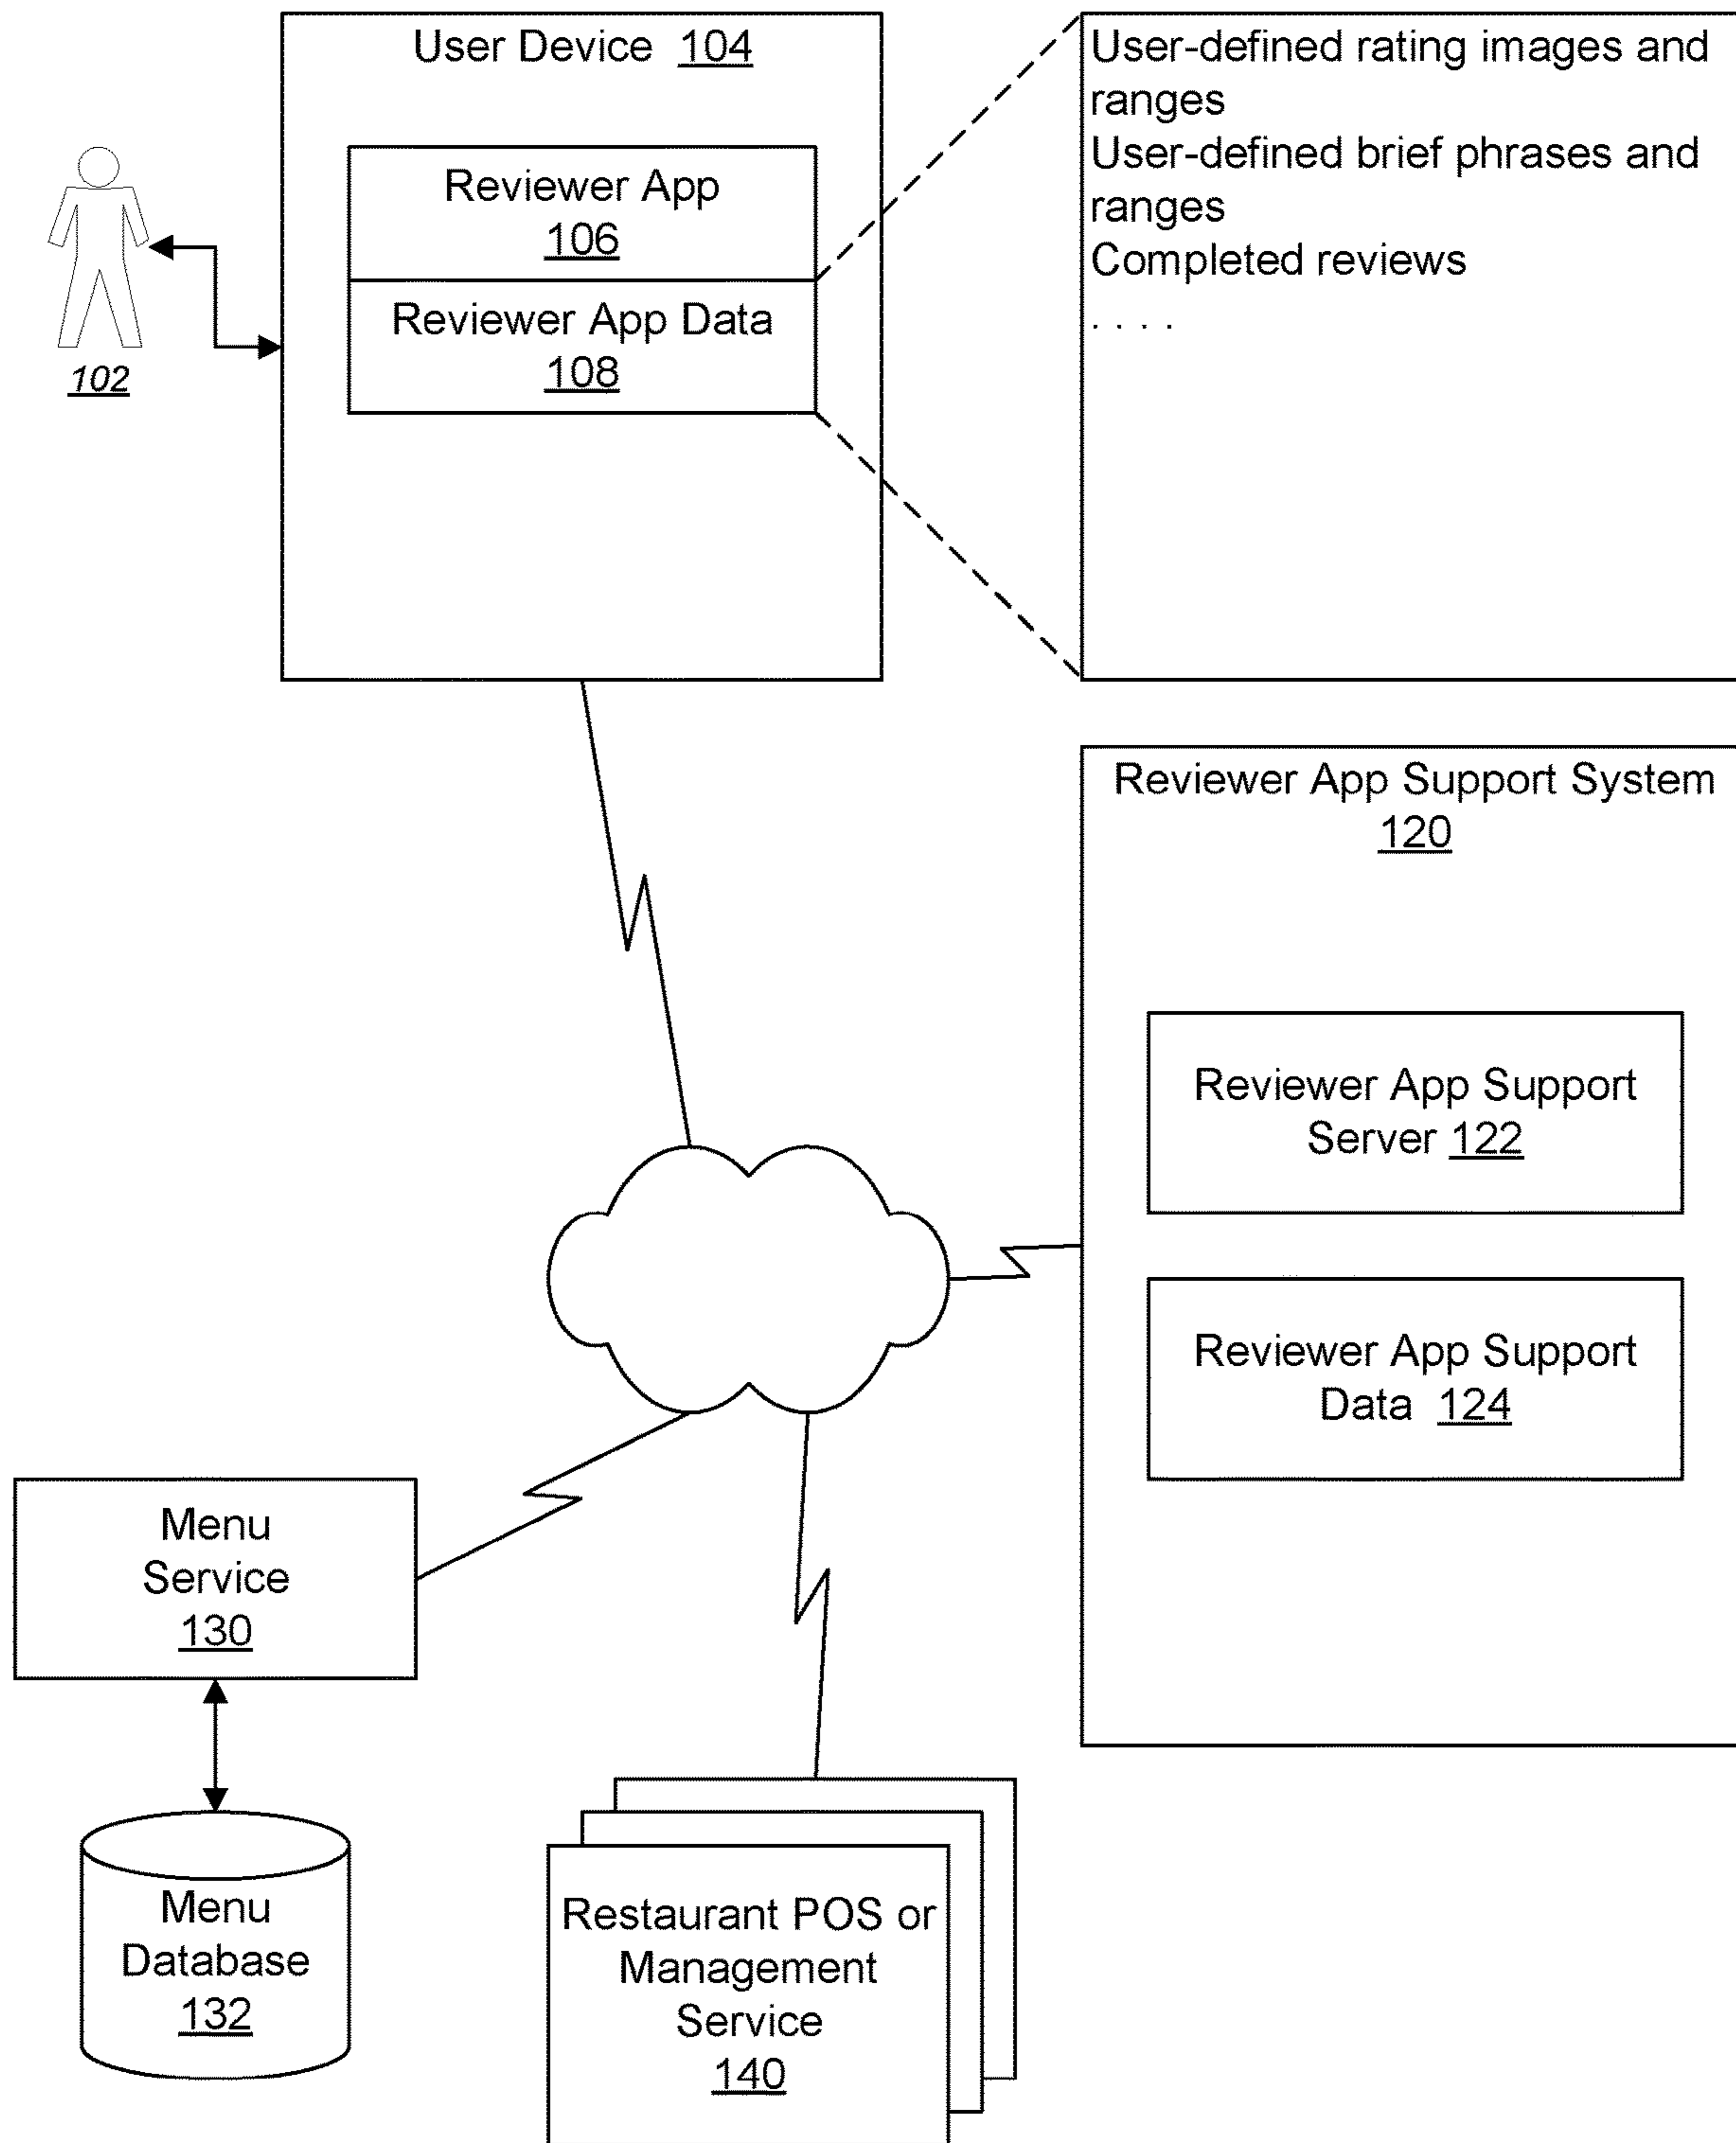 User Device 104
Reviewer App
106
Reviewer App Data
108
102
User-defined rating images and
ranges
User-defined brief phrases and
ranges
Completed reviews
. . . .
Reviewer App Support System
120
Reviewer App Support
Server 122
Reviewer App Support
Data 124
Menu
Service
130
Menu
Database
132
Restaurant POS or
Management
Service
140